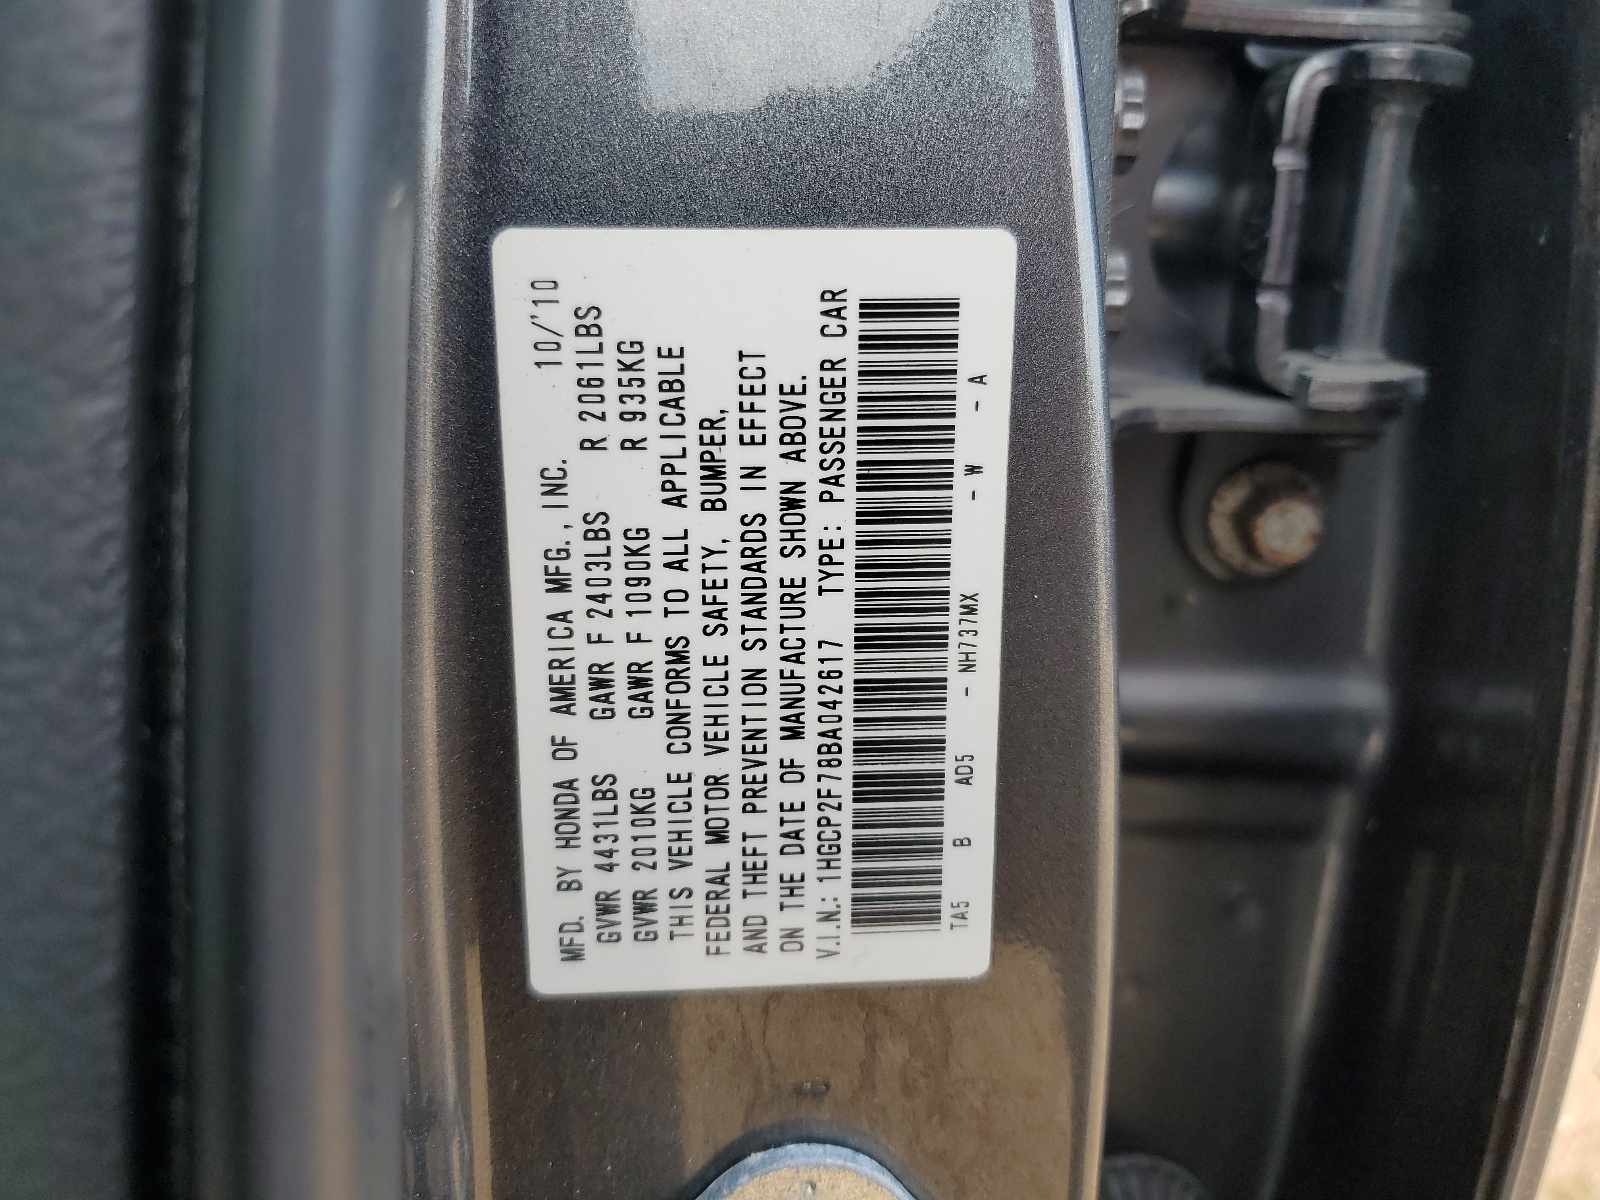 MFD. BY HONDA OF AMERICA MFG., INC. 10/'10
GVWR 4431LBS GAWR F 2403LBS R 2061LBS
GVWR 2010KG GAWR F 1090KG R 935KG
THIS VEHICLE CONFORMS TO ALL APPLICABLE
FEDERAL MOTOR VEHICLE SAFETY, BUMPER,
AND THEFT PREVENTION STANDARDS IN EFFECT
ON THE DATE OF MANUFACTURE SHOWN ABOVE.
V.I.N.: 1HGCP2F78BA042617 TYPE: PASSENGER CAR
TA5 B AD5 - NH737MX - W - A